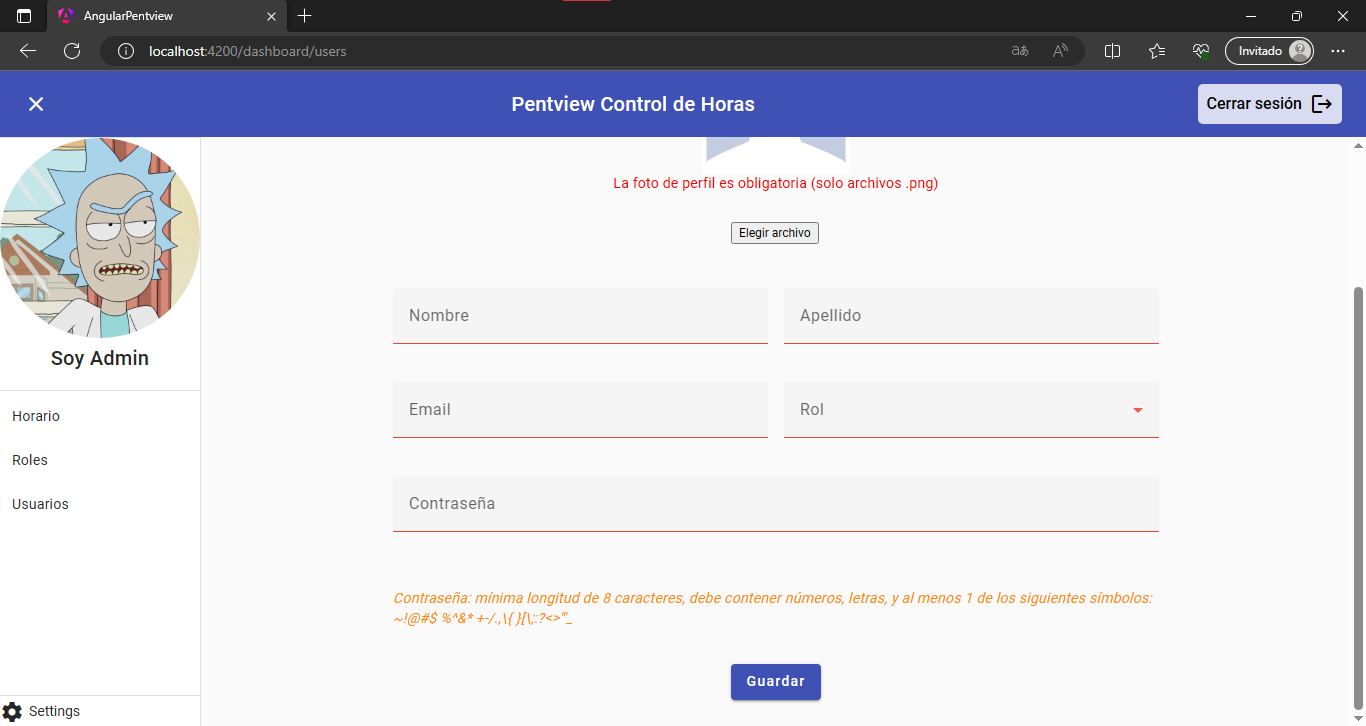 AngularPentview
localhost:4200/dashboard/users
aあ
A
Invitado
Pentview Control de Horas
Cerrar sesión
Soy Admin
Horario
Roles
Usuarios
Settings
La foto de perfil es obligatoria (solo archivos .png)
Elegir archivo
Nombre
Apellido
Email
Rol
Contraseña
Contraseña: mínima longitud de 8 caracteres, debe contener números, letras, y al menos 1 de los siguientes símbolos:
~!@#$ %^&* +-/.,\{ }[\;:?<>"'_
Guardar